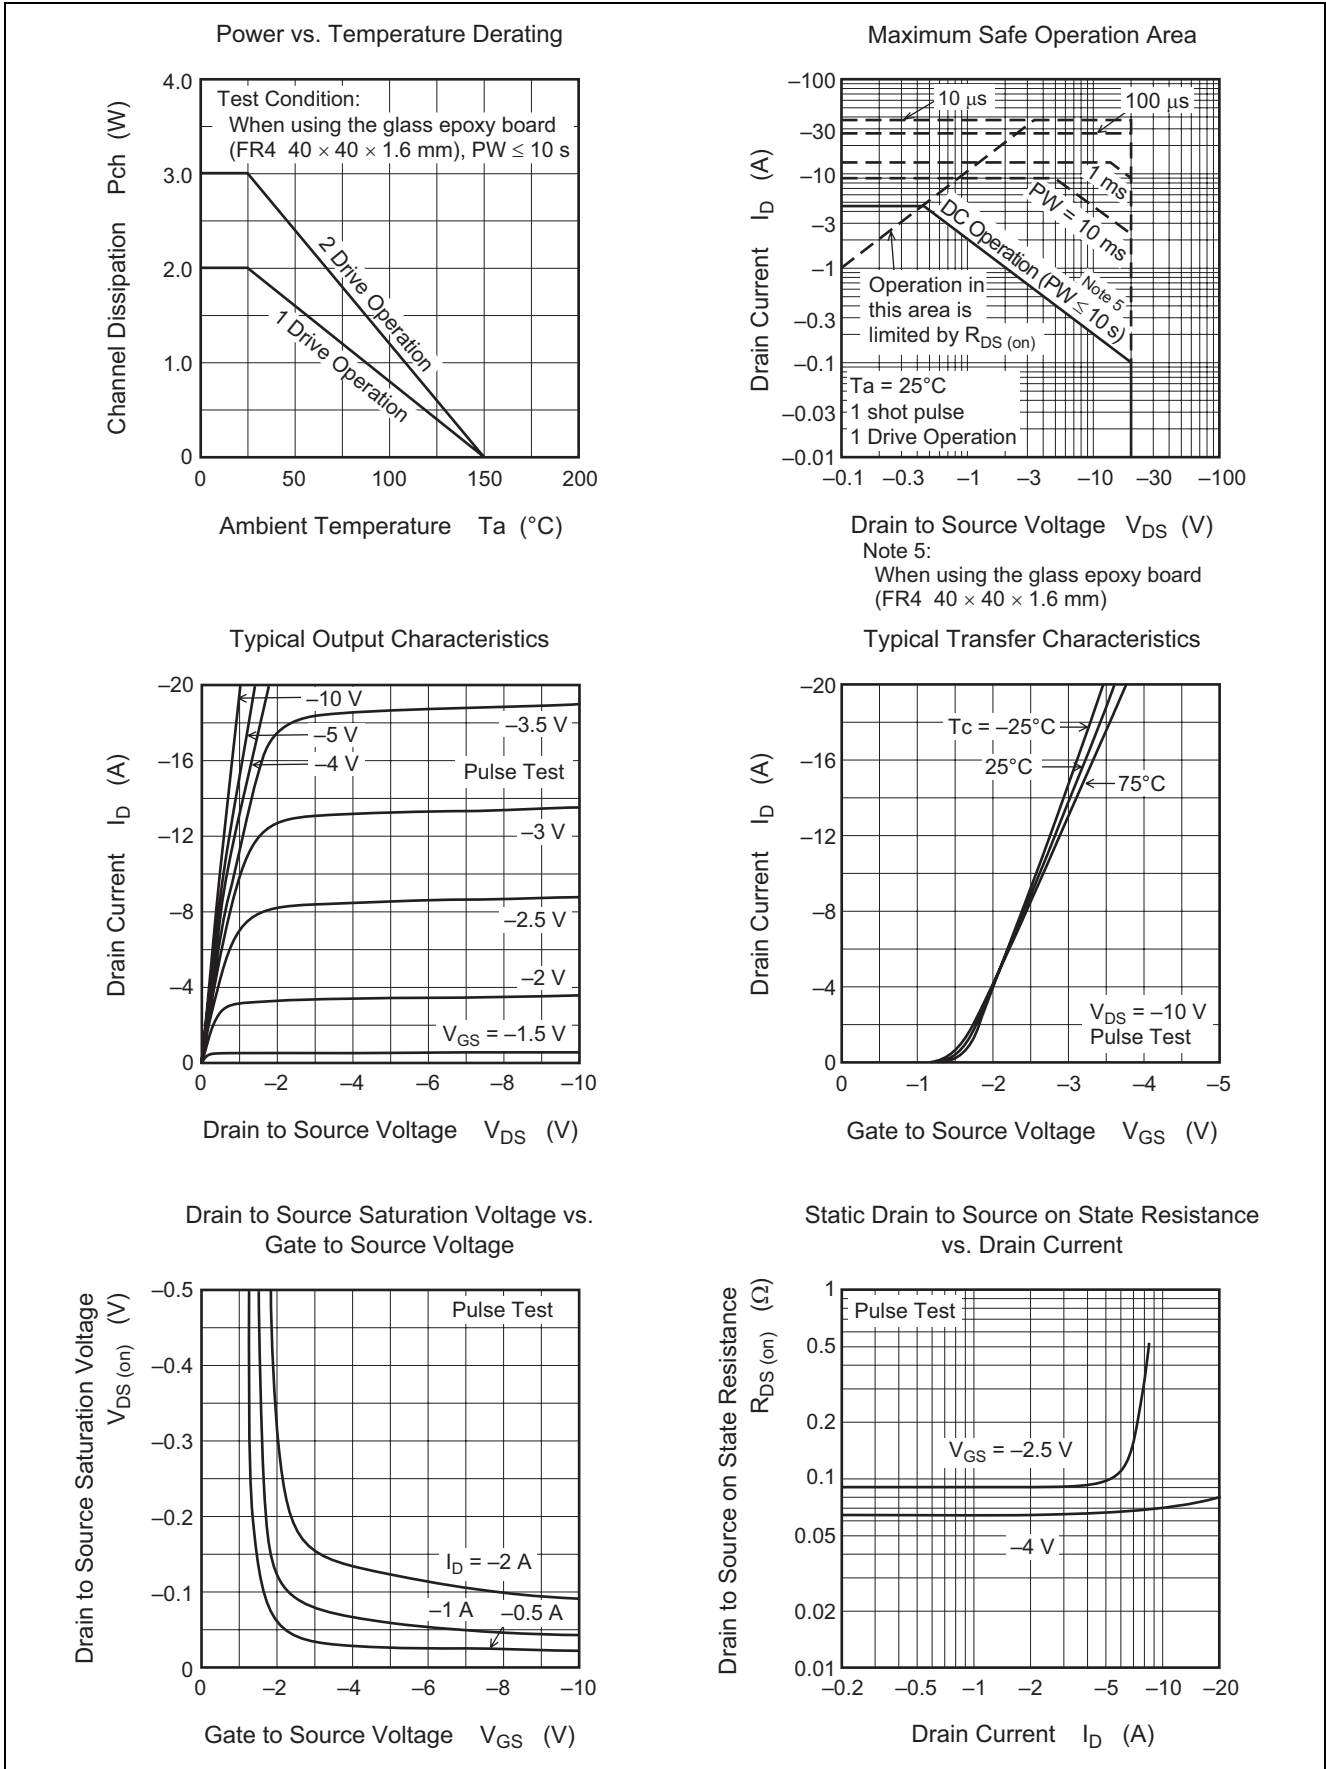 Power vs. Temperature Derating
4.0
3.0
2.0
1.0
0
Channel Dissipation Pch (W)
Test Condition:
When using the glass epoxy board
(FR4 40 × 40 × 1.6 mm), PW ≤ 10 s
2 Drive Operation
1 Drive Operation
0 50 100 150 200
Ambient Temperature Ta (°C)
Maximum Safe Operation Area
–100
–30
–10
–3
–1
–0.3
–0.1
–0.03
–0.01
Drain Current I_D (A)
10 µs
100 µs
1 ms
PW = 10 ms
DC Operation (PW ≤ 10 s)
Note 5
Operation in
this area is
limited by R_DS (on)
Ta = 25°C
1 shot pulse
1 Drive Operation
–0.1 –0.3 –1 –3 –10 –30 –100
Drain to Source Voltage V_DS (V)
Note 5:
When using the glass epoxy board
(FR4 40 × 40 × 1.6 mm)
Typical Output Characteristics
–20
–16
–12
–8
–4
0
Drain Current I_D (A)
–10 V
–5 V
–4 V
–3.5 V
Pulse Test
–3 V
–2.5 V
–2 V
V_GS = –1.5 V
0 –2 –4 –6 –8 –10
Drain to Source Voltage V_DS (V)
Typical Transfer Characteristics
–20
–16
–12
–8
–4
0
Drain Current I_D (A)
Tc = –25°C
25°C
75°C
V_DS = –10 V
Pulse Test
0 –1 –2 –3 –4 –5
Gate to Source Voltage V_GS (V)
Drain to Source Saturation Voltage vs.
Gate to Source Voltage
–0.5
–0.4
–0.3
–0.2
–0.1
0
Drain to Source Saturation Voltage
V_DS (on) (V)
Pulse Test
I_D = –2 A
–1 A
–0.5 A
0 –2 –4 –6 –8 –10
Gate to Source Voltage V_GS (V)
Static Drain to Source on State Resistance
vs. Drain Current
1
0.5
0.2
0.1
0.05
0.02
0.01
Drain to Source on State Resistance
R_DS (on) (Ω)
Pulse Test
V_GS = –2.5 V
–4 V
–0.2 –0.5 –1 –2 –5 –10 –20
Drain Current I_D (A)